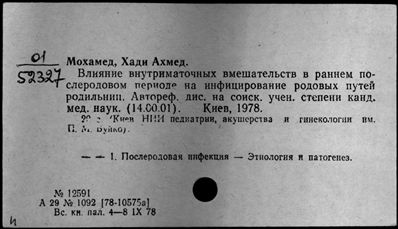 01
52327
Мохамед, Хади Ахмед.
Влияние внутриматочных вмешательств в раннем по-
слеродовом периоде на инфицирование родовых путей
родильниц. Автореф. дис. на соиск. учен. степени канд.
мед. наук. (14.00.01). Киев, 1978.
(Киев НИИ педиатрии, акушерства и гинекологии им.
П. М. Буйко).
— — 1. Послеродовая инфекция — Этиология и патогенез.
№ 12591
А 29 № 1092 [78-10575а]
Вс. кн. пал. 4—8 IX 78